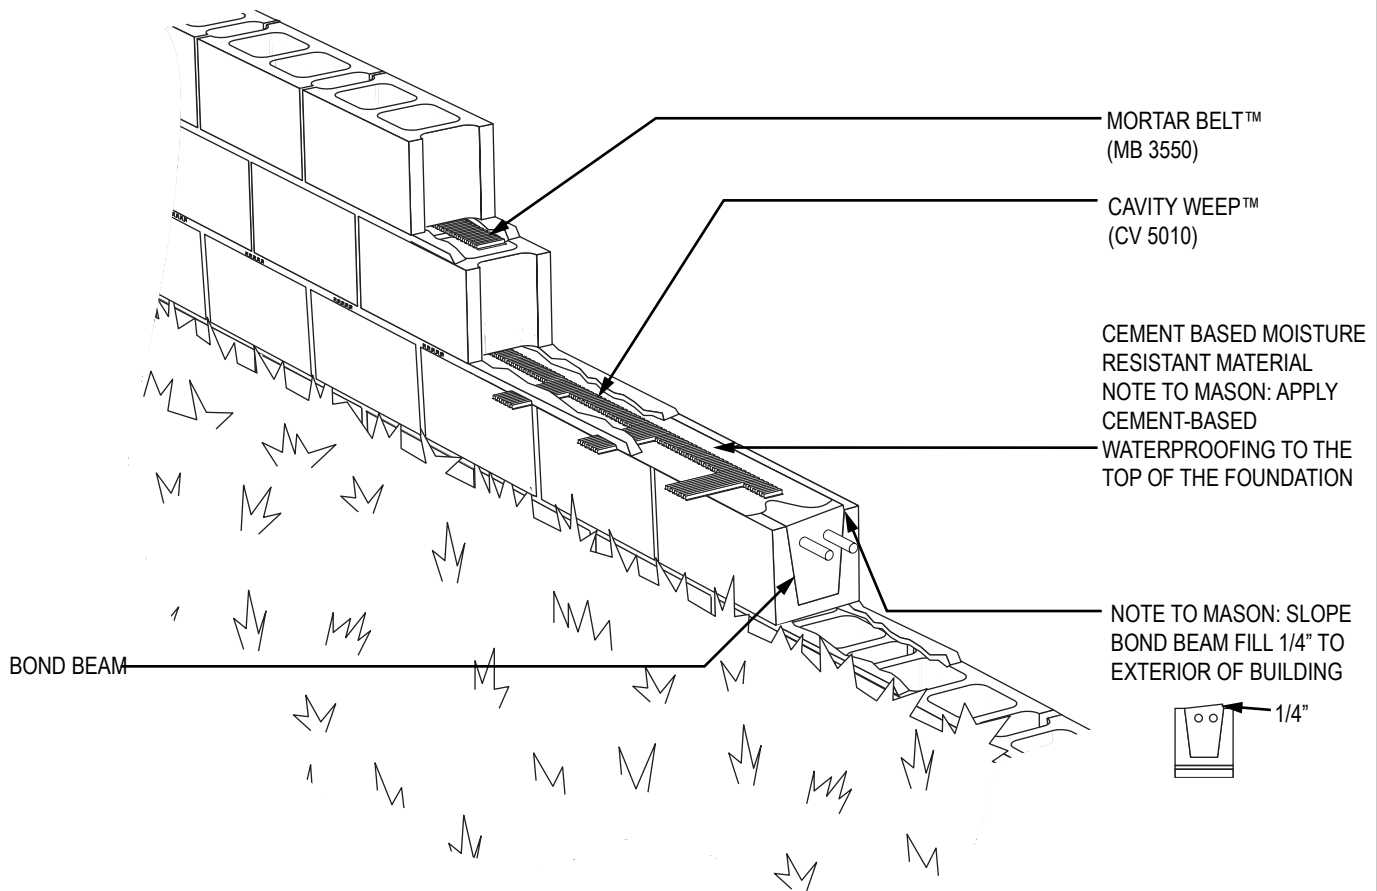 MORTAR BELT™
(MB 3550)
CAVITY WEEP™
(CV 5010)
CEMENT BASED MOISTURE
RESISTANT MATERIAL
NOTE TO MASON: APPLY
CEMENT-BASED
WATERPROOFING TO THE
TOP OF THE FOUNDATION
NOTE TO MASON: SLOPE
BOND BEAM FILL 1/4” TO
EXTERIOR OF BUILDING
1/4”
BOND BEAM